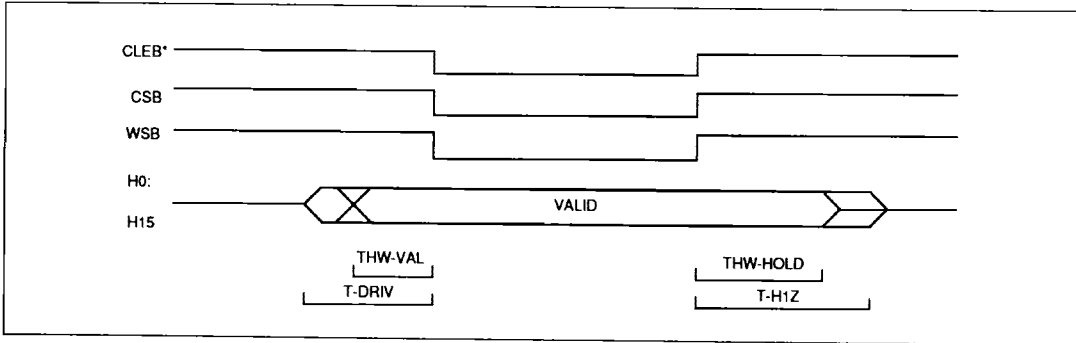 CLEB*
CSB
WSB
H0:
H15
VALID
THW-VAL
T-DRIV
THW-HOLD
T-H1Z